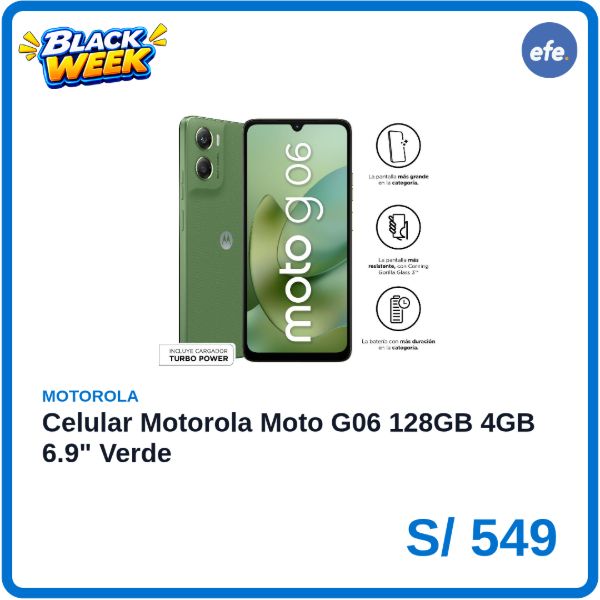 BLACK
WEEK
efe.
moto g 06
La pantalla más grande
en la categoría.
La pantalla más
resistente, con Corning
Gorilla Glass 3™
La batería con más duración
en la categoría.
INCLUYE CARGADOR
TURBO POWER
MOTOROLA
Celular Motorola Moto G06 128GB 4GB
6.9" Verde
S/ 549